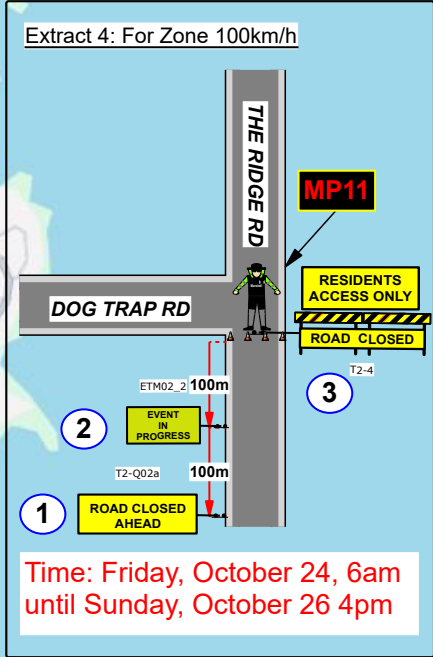 Extract 4: For Zone 100km/h
THE RIDGE RD
MP11
RESIDENTS
ACCESS ONLY
DOG TRAP RD
ROAD CLOSED
T2-4
ETM02_2 100m
3
EVENT
IN
PROGRESS
2
T2-Q02a 100m
1
ROAD CLOSED
AHEAD
Time: Friday, October 24, 6am
until Sunday, October 26 4pm